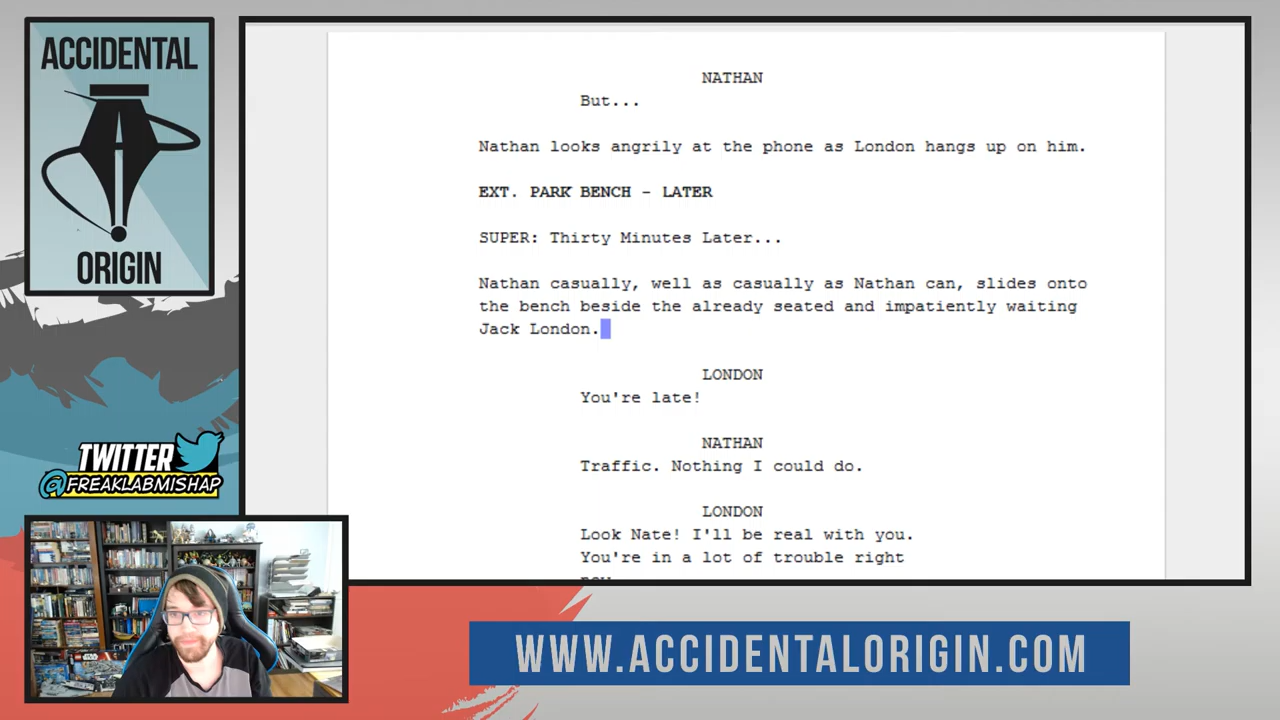 ACCIDENTAL
ORIGIN
TWITTER
@FREAKLABMISHAP
NATHAN
But...
Nathan looks angrily at the phone as London hangs up on him.
EXT. PARK BENCH - LATER
SUPER: Thirty Minutes Later...
Nathan casually, well as casually as Nathan can, slides onto
the bench beside the already seated and impatiently waiting
Jack London.
LONDON
You're late!
NATHAN
Traffic. Nothing I could do.
LONDON
Look Nate! I'll be real with you.
You're in a lot of trouble right
WWW.ACCIDENTALORIGIN.COM